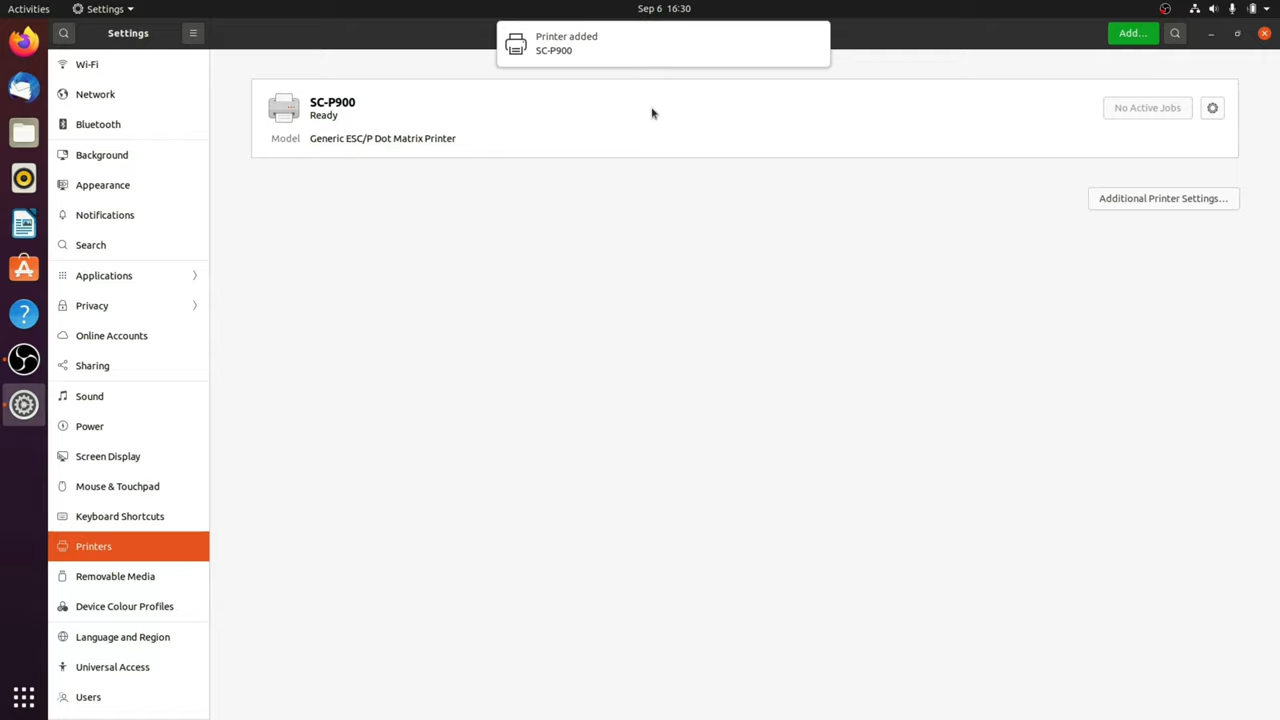 Activities
Settings
Sep 6 16:30
Settings
Printer added
SC-P900
Add...
Wi-Fi
Network
Bluetooth
Background
Appearance
Notifications
Search
Applications
Privacy
Online Accounts
Sharing
Sound
Power
Screen Display
Mouse & Touchpad
Keyboard Shortcuts
Printers
Removable Media
Device Colour Profiles
Language and Region
Universal Access
Users
SC-P900
Ready
Model Generic ESC/P Dot Matrix Printer
No Active Jobs
Additional Printer Settings...